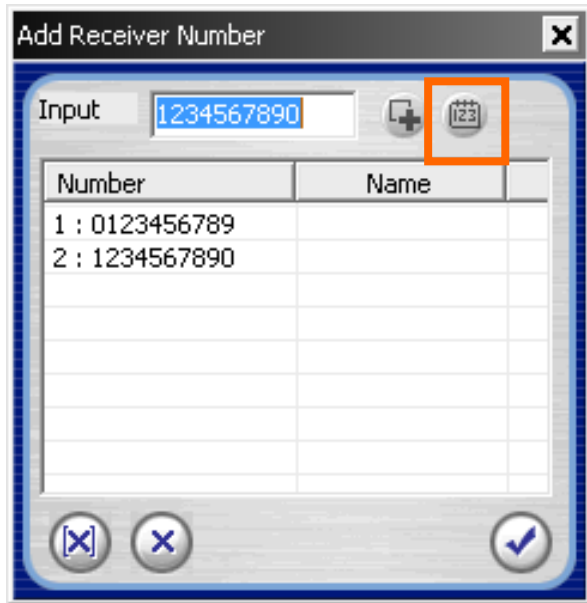 Add Receiver Number
Input 1234567890 123
Number Name
1 : 0123456789
2 : 1234567890